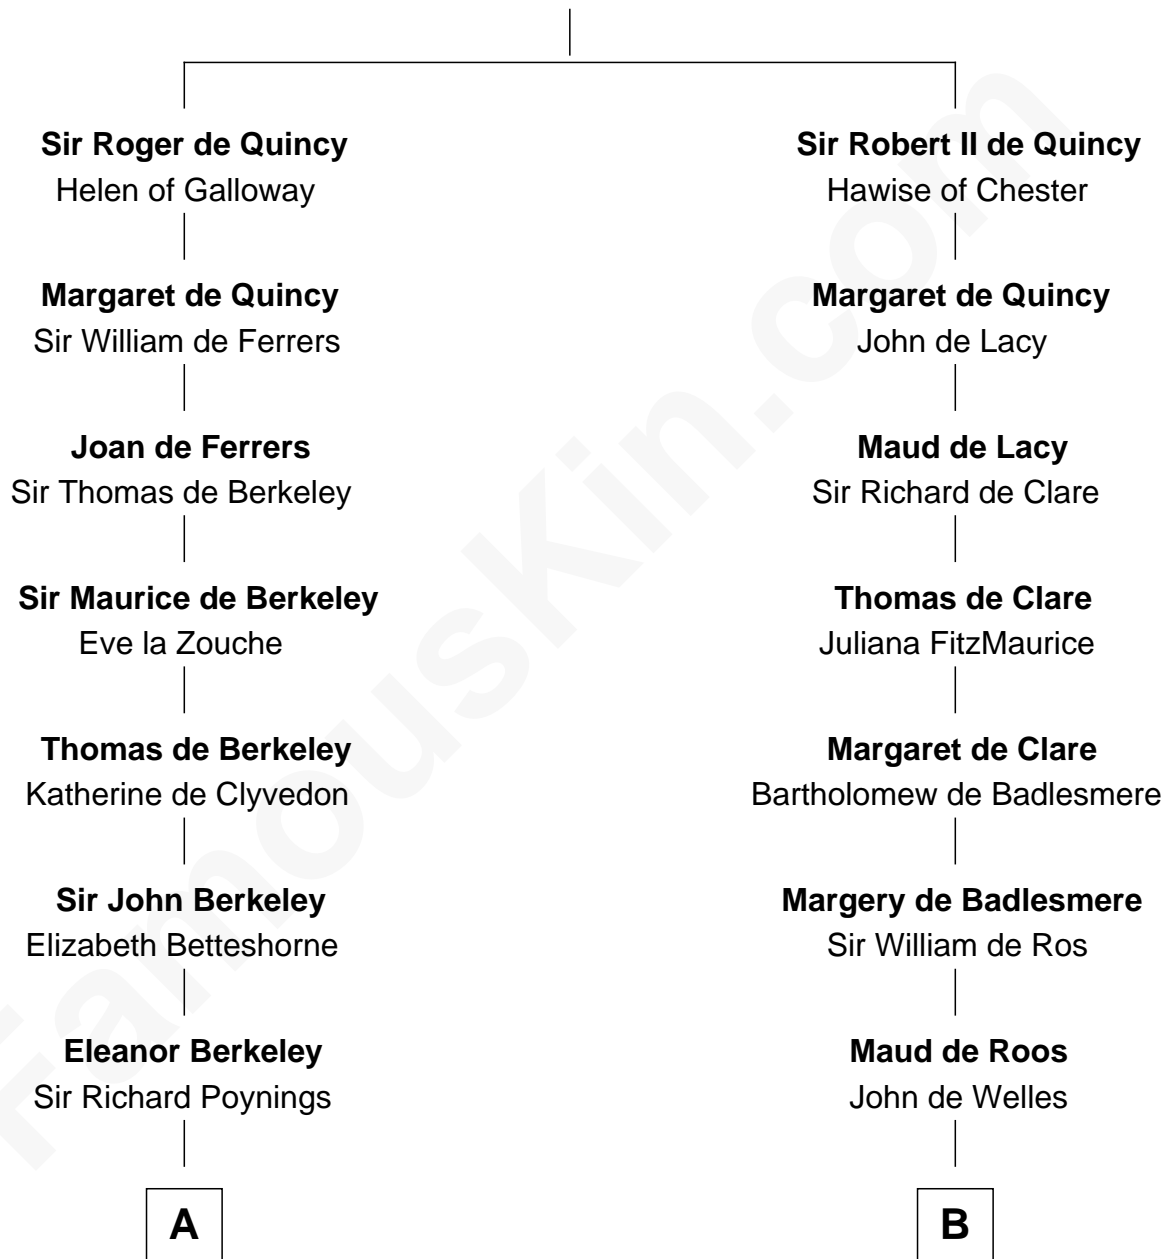 Sir Roger de Quincy
Helen of Galloway
Margaret de Quincy
Sir William de Ferrers
Joan de Ferrers
Sir Thomas de Berkeley
Sir Maurice de Berkeley
Eve la Zouche
Thomas de Berkeley
Katherine de Clyvedon
Sir John Berkeley
Elizabeth Betteshorne
Eleanor Berkeley
Sir Richard Poynings
A
Sir Robert II de Quincy
Hawise of Chester
Margaret de Quincy
John de Lacy
Maud de Lacy
Sir Richard de Clare
Thomas de Clare
Juliana FitzMaurice
Margaret de Clare
Bartholomew de Badlesmere
Margery de Badlesmere
Sir William de Ros
Maud de Roos
John de Welles
B
FamousKin.com